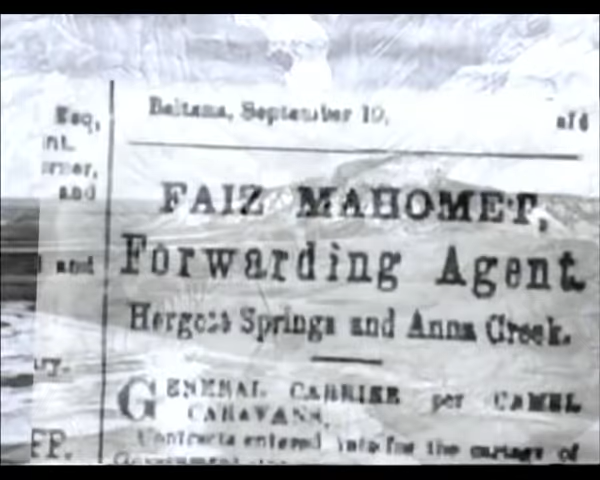 Esq,
nt.
and
and
Beltana, September 10,
FAIZ MAHOMET,
Forwarding Agent.
Hergott Springs and Anna Creek.
GENERAL CARRIER per CAMEL
CARAVANS.
Contracts entered into for the cartage of